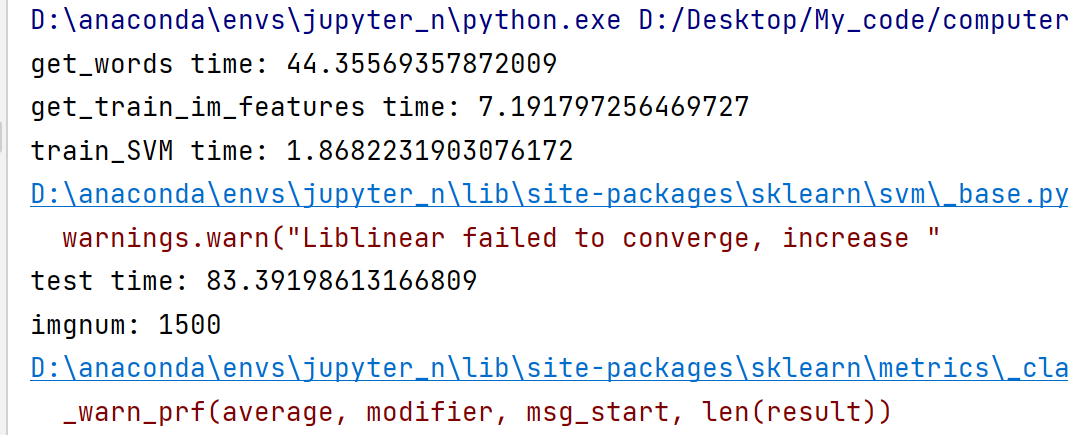 D:\anaconda\envs\jupyter_n\python.exe D:/Desktop/My_code/computer
get_words time: 44.35569357872009
get_train_im_features time: 7.191797256469727
train_SVM time: 1.8682231903076172
D:\anaconda\envs\jupyter_n\lib\site-packages\sklearn\svm\_base.py
  warnings.warn("Liblinear failed to converge, increase "
test time: 83.39198613166809
imgnum: 1500
D:\anaconda\envs\jupyter_n\lib\site-packages\sklearn\metrics\_cla
  _warn_prf(average, modifier, msg_start, len(result))